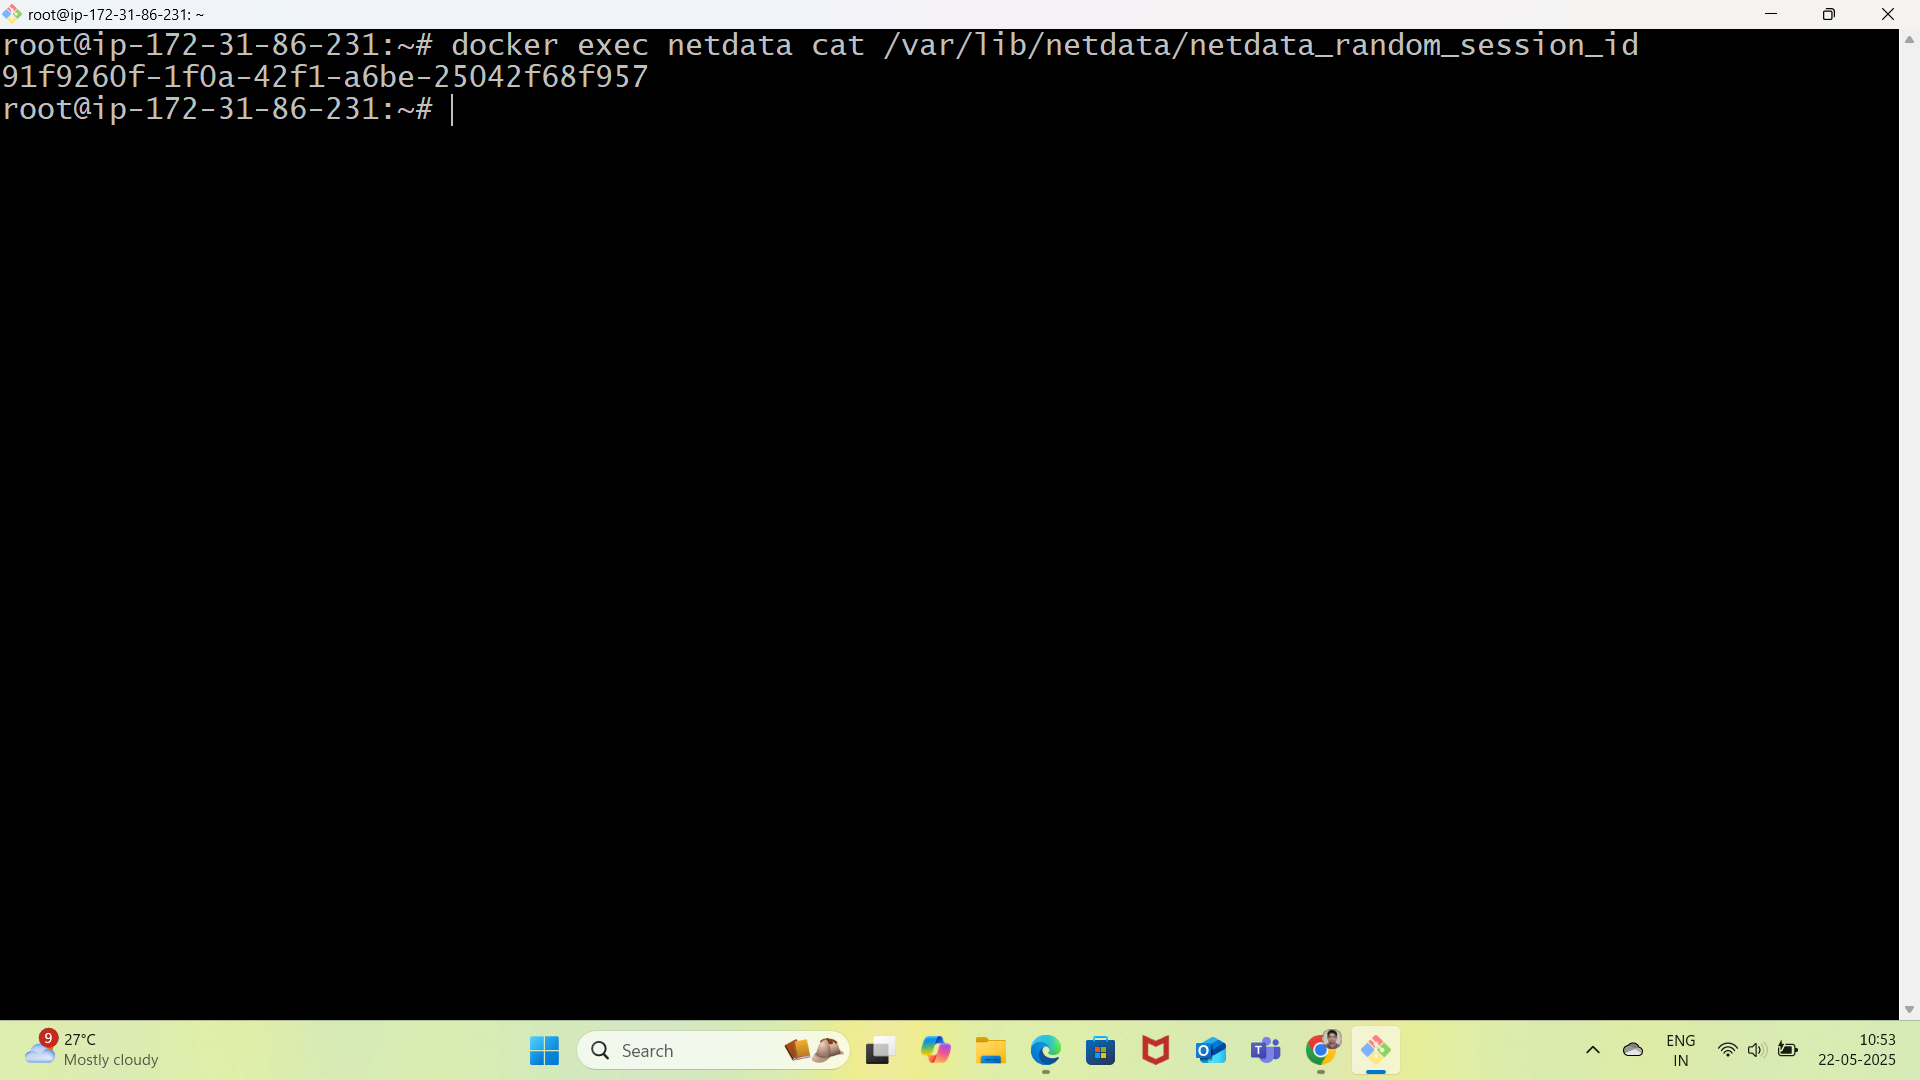 root@ip-172-31-86-231: ~
root@ip-172-31-86-231:~# docker exec netdata cat /var/lib/netdata/netdata_random_session_id
91f9260f-1f0a-42f1-a6be-25042f68f957
root@ip-172-31-86-231:~#
9
27°C
Mostly cloudy
Search
ENG
IN
10:53
22-05-2025